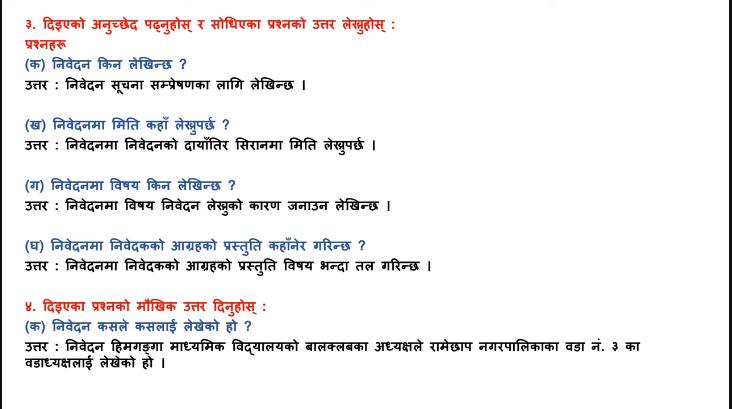 ३. दिइएको अनुच्छेद पढ्नुहोस् र सोधिएका प्रश्नको उत्तर लेख्नुहोस् :
प्रश्नहरू
(क) निवेदन किन लेखिन्छ ?
उत्तर : निवेदन सूचना सम्प्रेषणका लागि लेखिन्छ ।
(ख) निवेदनमा मिति कहाँ लेख्नुपर्छ ?
उत्तर : निवेदनमा निवेदनको दायाँतिर सिरानमा मिति लेख्नुपर्छ ।
(ग) निवेदनमा विषय किन लेखिन्छ ?
उत्तर : निवेदनमा विषय निवेदन लेख्नुको कारण जनाउन लेखिन्छ ।
(घ) निवेदनमा निवेदकको आग्रहको प्रस्तुति कहाँनेर गरिन्छ ?
उत्तर : निवेदनमा निवेदकको आग्रहको प्रस्तुति विषय भन्दा तल गरिन्छ ।
४. दिइएका प्रश्नको मौखिक उत्तर दिनुहोस् :
(क) निवेदन कसले कसलाई लेखेको हो ?
उत्तर : निवेदन हिमगङ्गा माध्यमिक विद्यालयको बालक्लबका अध्यक्षले रामेछाप नगरपालिकाका वडा नं. ३ का
वडाध्यक्षलाई लेखेको हो ।